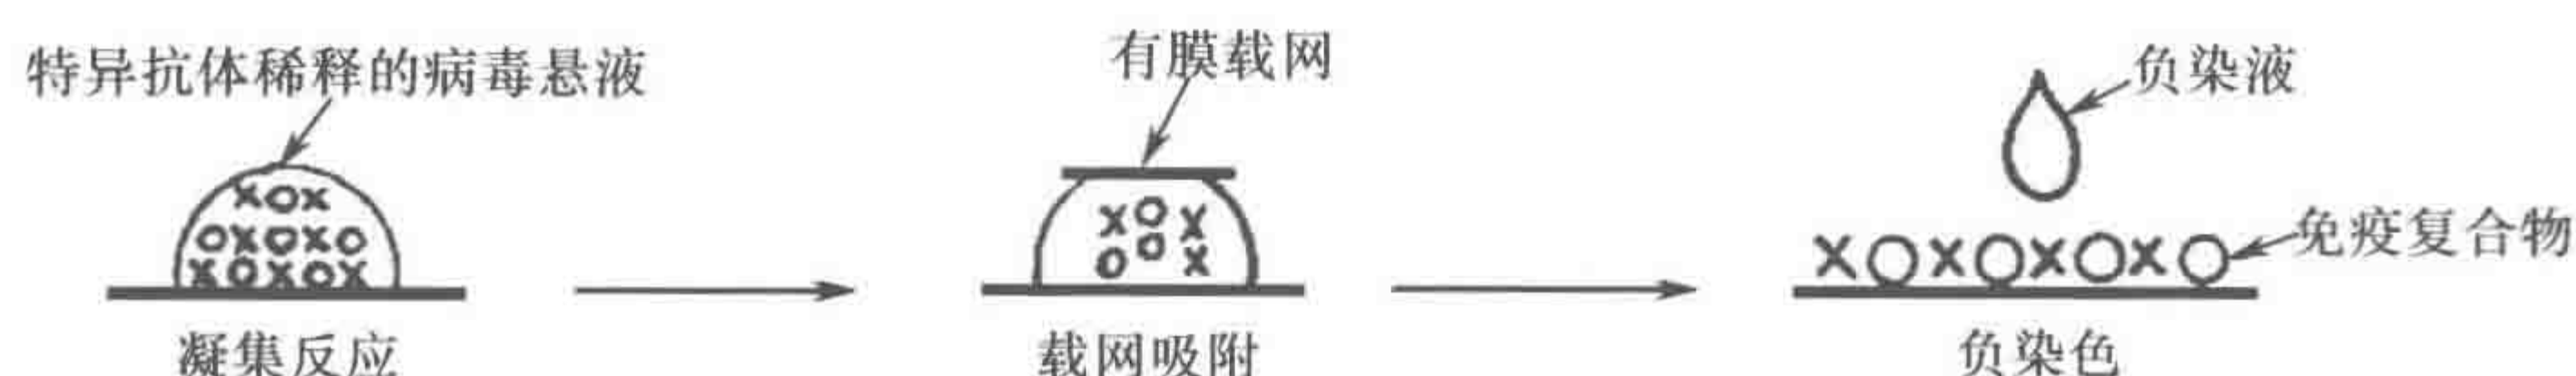 特异抗体稀释的病毒悬液
有膜载网
负染液
免疫复合物
凝集反应
载网吸附
负染色